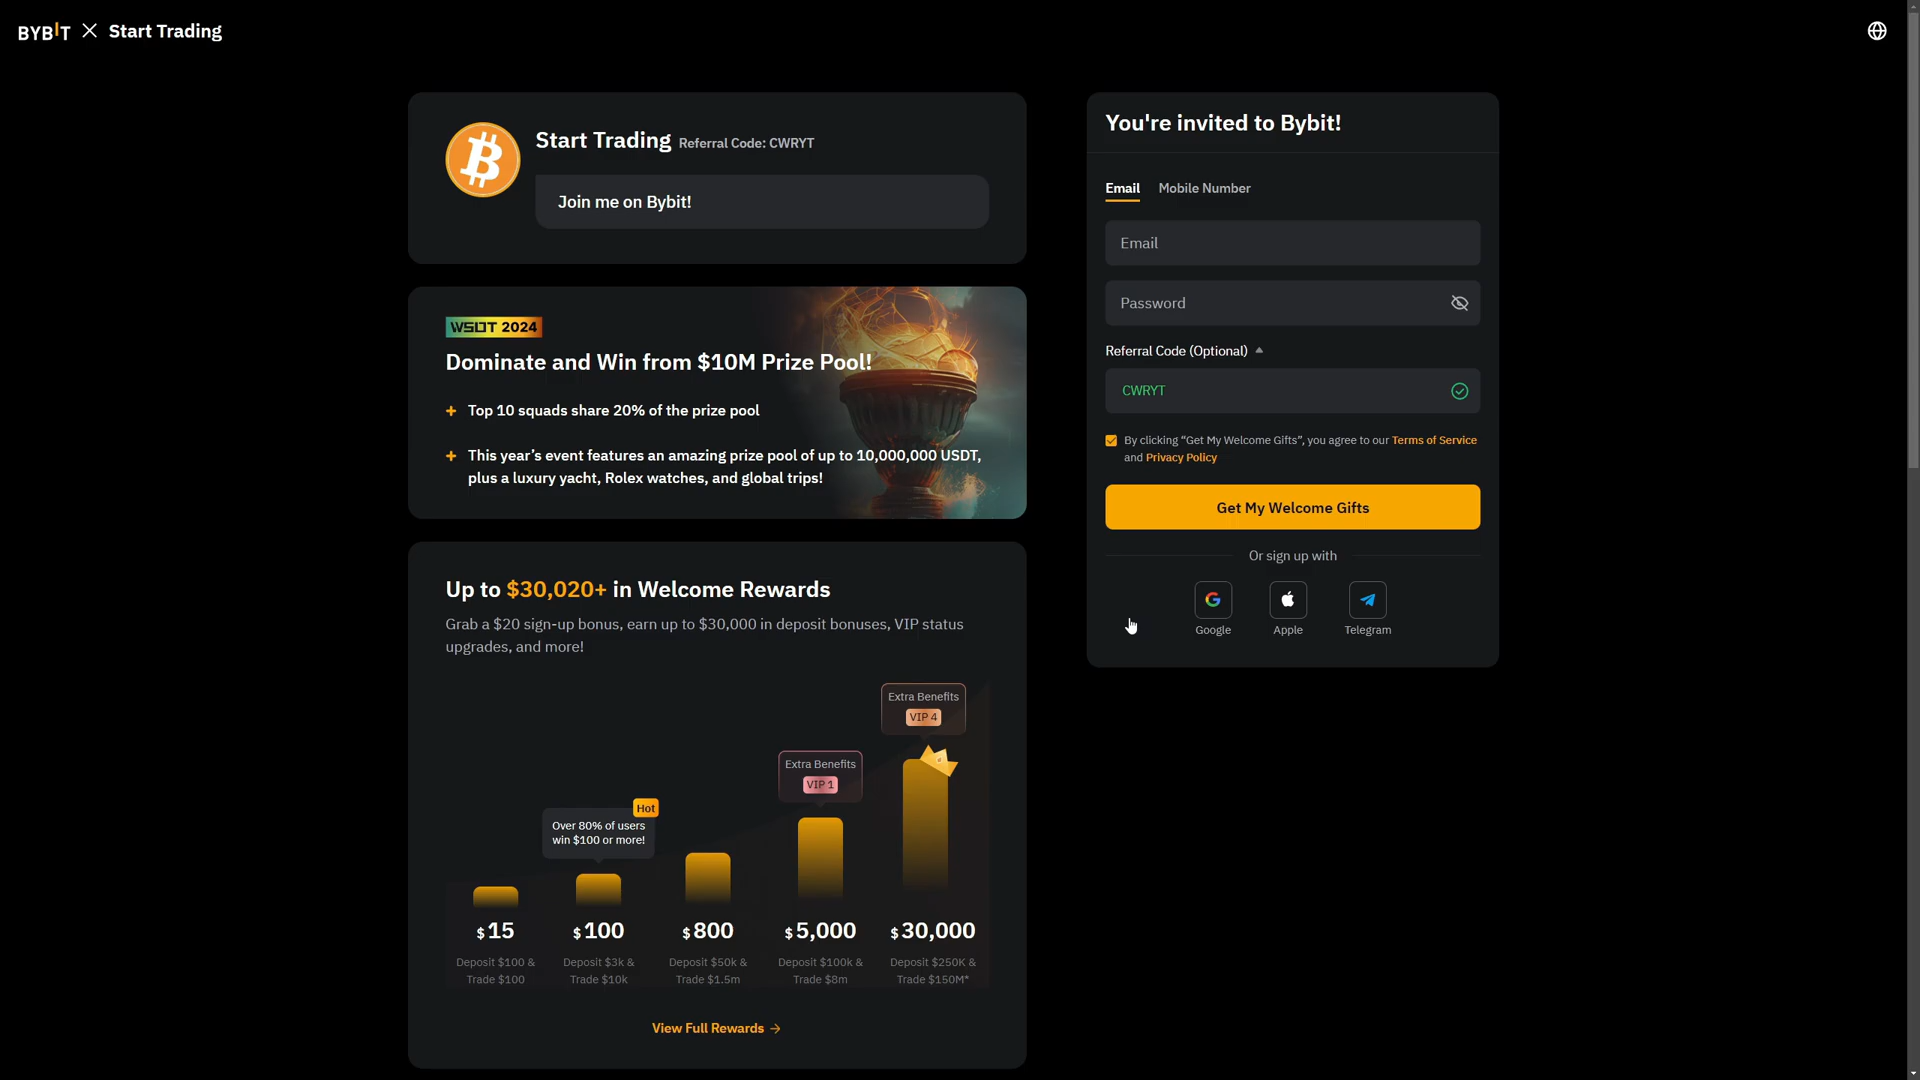 BYBIT X Start Trading
Start Trading Referral Code: CWRYT
Join me on Bybit!
WSOT 2024
Dominate and Win from $10M Prize Pool!
+ Top 10 squads share 20% of the prize pool
+ This year’s event features an amazing prize pool of up to 10,000,000 USDT,
plus a luxury yacht, Rolex watches, and global trips!
Up to $30,020+ in Welcome Rewards
Grab a $20 sign-up bonus, earn up to $30,000 in deposit bonuses, VIP status
upgrades, and more!
Extra Benefits
VIP 4
Extra Benefits
VIP 1
Hot
Over 80% of users
win $100 or more!
$15 $100 $800 $5,000 $30,000
Deposit $100 & Deposit $3k & Deposit $50k & Deposit $100k & Deposit $250K &
Trade $100 Trade $10k Trade $1.5m Trade $8m Trade $150M*
View Full Rewards →
You're invited to Bybit!
Email Mobile Number
Email
Password
Referral Code (Optional)
CWRYT
By clicking “Get My Welcome Gifts”, you agree to our Terms of Service
and Privacy Policy
Get My Welcome Gifts
Or sign up with
Google Apple Telegram